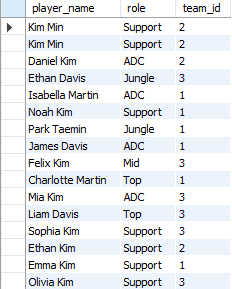 player_name role team_id
Kim Min Support 2
Kim Min Support 2
Daniel Kim ADC 2
Ethan Davis Jungle 3
Isabella Martin ADC 1
Noah Kim Support 1
Park Taemin Jungle 1
James Davis ADC 1
Felix Kim Mid 3
Charlotte Martin Top 1
Mia Kim ADC 3
Liam Davis Top 3
Sophia Kim Support 3
Ethan Kim Support 2
Emma Kim Support 1
Olivia Kim Support 3